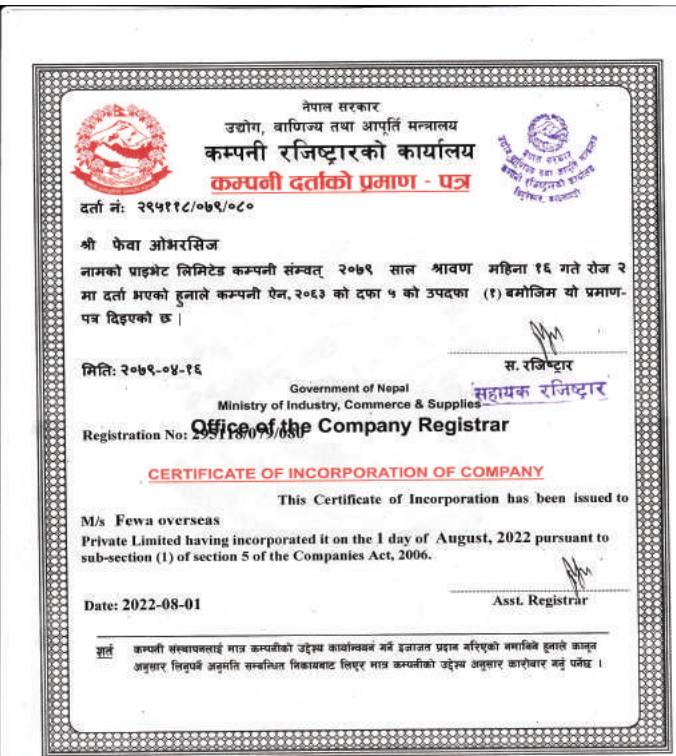 नेपाल सरकार
उद्योग, वाणिज्य तथा आपूर्ति मन्त्रालय
कम्पनी रजिष्ट्रारको कार्यालय
कम्पनी दर्ताको प्रमाण - पत्र
दर्ता नं: २९५११८/०७९/०८०
श्री फेवा ओभरसिज
नामको प्राइभेट लिमिटेड कम्पनी संम्वत् २०७९ साल श्रावण महिना १६ गते रोज २
मा दर्ता भएको हुनाले कम्पनी ऐन, २०६३ को दफा ५ को उपदफा (१) बमोजिम यो प्रमाण-
पत्र दिइएको छ |
मिति: २०७९-०४-१६
स. रजिष्ट्रार
सहायक रजिष्ट्रार
Government of Nepal
Ministry of Industry, Commerce & Supplies
Office of the Company Registrar
Registration No: 295118/079/080
CERTIFICATE OF INCORPORATION OF COMPANY
This Certificate of Incorporation has been issued to
M/s Fewa overseas
Private Limited having incorporated it on the 1 day of August, 2022 pursuant to
sub-section (1) of section 5 of the Companies Act, 2006.
Date: 2022-08-01
Asst. Registrar
शर्त कम्पनी संस्थापनलाई मात्र कम्पनीको उद्देश्य कार्यान्वयन गर्ने इजाजत प्रदान गरिएको नमानिने हुनाले कानून
अनुसार लिनुपर्ने अनुमति सम्बन्धित निकायबाट लिएर मात्र कम्पनीको उद्देश्य अनुसार कारोबार गर्नु पर्नेछ ।